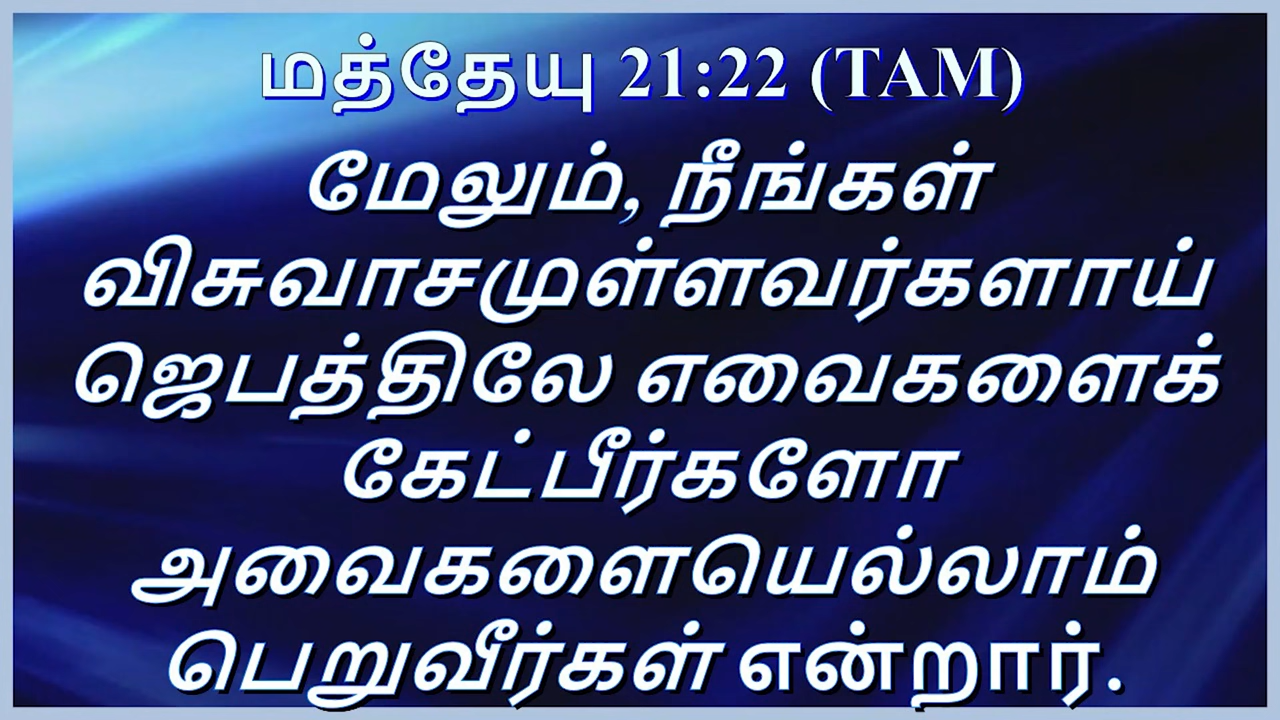 மத்தேயு 21:22 (TAM)
மேலும், நீங்கள்
விசுவாசமுள்ளவர்களாய்
ஜெபத்திலே எவைகளைக்
கேட்பீர்களோ
அவைகளையெல்லாம்
பெறுவீர்கள் என்றார்.